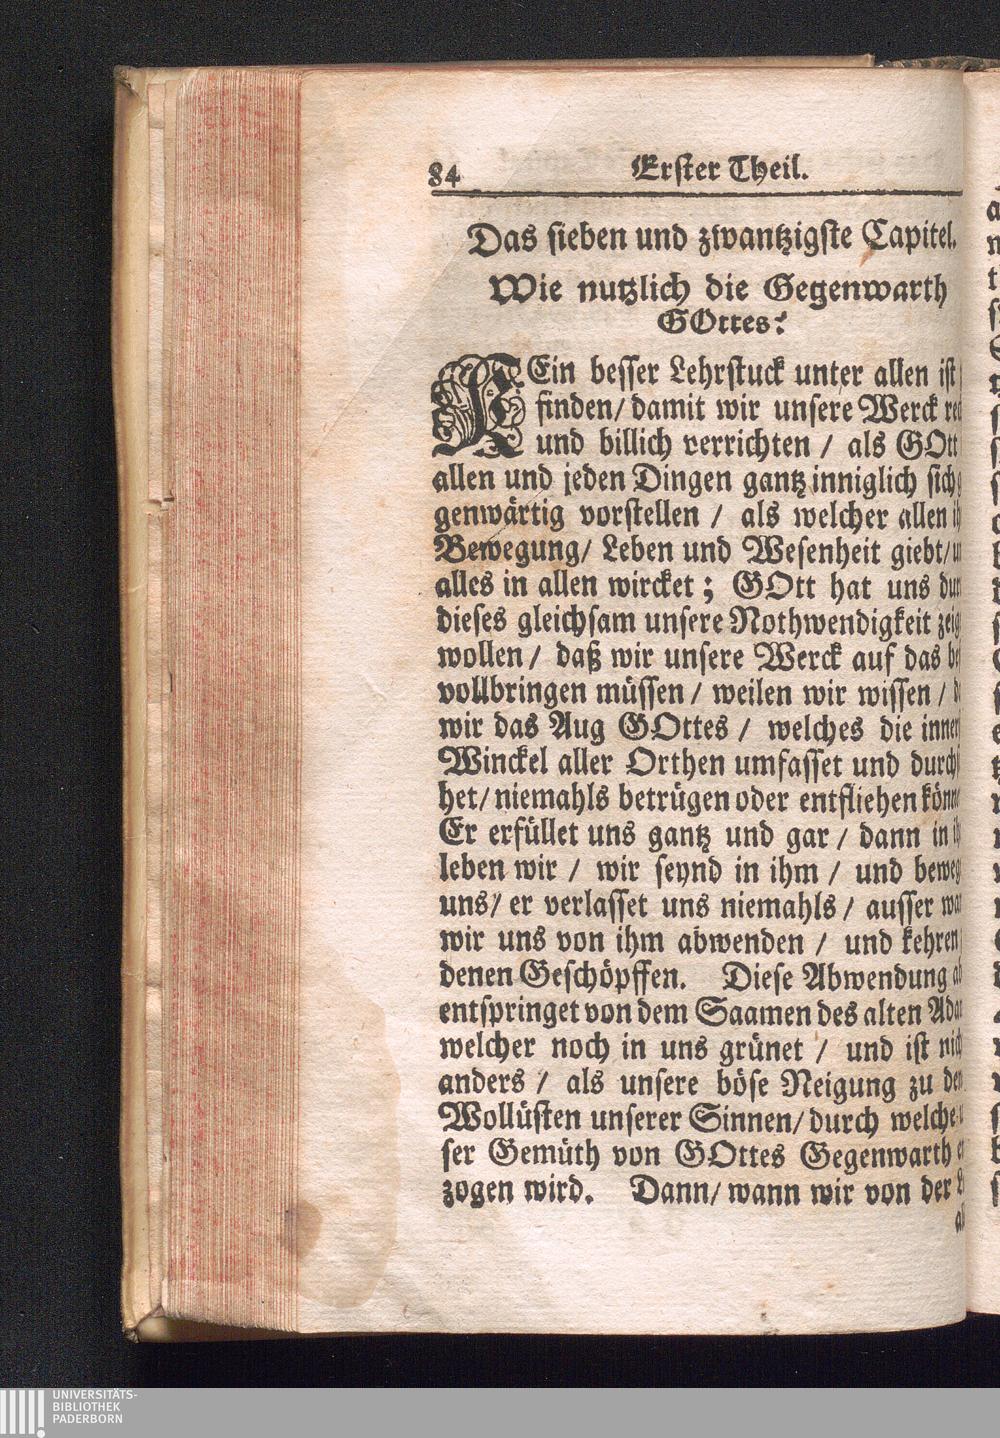 84 Erster Theil.
Das sieben und zwantzigste Capitel.
Wie nutzlich die Gegenwarth
GOttes:
KEin besser Lehrstuck unter allen ist
finden/ damit wir unsere Werck
und billich verrichten / als GOtt
allen und jeden Dingen gantz inniglich sich
genwärtig vorstellen / als welcher allen
Bewegung/ Leben und Wesenheit giebt/
alles in allen wircket; GOtt hat uns
dieses gleichsam unsere Nothwendigkeit
wollen / daß wir unsere Werck auf das
vollbringen müssen / weilen wir wissen /
wir das Aug GOttes / welches die
Winckel aller Orthen umfasset und
het/ niemahls betrügen oder entfliehen
Er erfüllet uns gantz und gar / dann in
leben wir / wir seynd in ihm / und
uns/ er verlasset uns niemahls / ausser
wir uns von ihm abwenden / und kehren
denen Geschöpffen. Diese Abwendung
entspringet von dem Saamen des alten
welcher noch in uns grünet / und ist
anders / als unsere böse Neigung zu
Wollüsten unserer Sinnen/ durch welche
ser Gemüth von GOttes Gegenwarth
zogen wird. Dann/ wann wir von der
UNIVERSITÄTS-
BIBLIOTHEK
PADERBORN